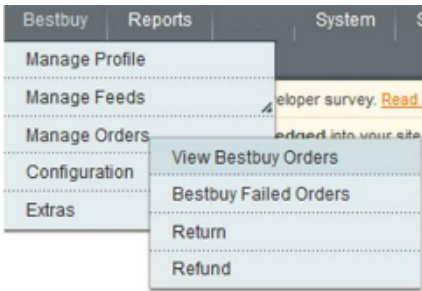 Bestbuy Reports System S
Manage Profile
Manage Feeds
eloper survey. Read
Manage Orders
edged into your site
View Bestbuy Orders
Configuration
Bestbuy Failed Orders
Extras
Return
Refund